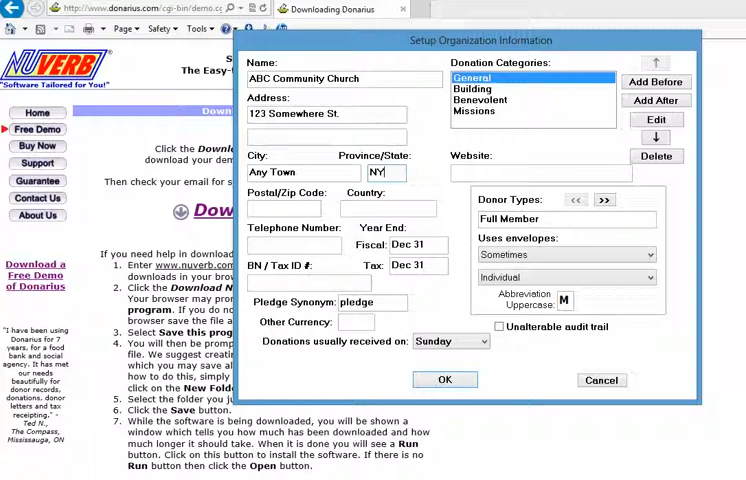 http://www.donarius.com/cgi-bin/demo.cg
Downloading Donarius
Page
Safety
Tools
NUVERB
"Software Tailored for You!"
S
The Easy-
Home
Free Demo
Buy Now
Support
Guarantee
Contact Us
About Us
Down
Click the Downlo
download your dem
Then check your email for s
Dow
Download a
Free Demo
of Donarius
"I have been using
Donarius for 7
years, for a food
bank and social
agency. It has met
our needs
beautifully for
donor records,
donations, donor
letters and tax
receipting." -
Ted N.,
The Compass,
Mississauga, ON
If you need help in download
1. Enter www.nuverb.com
downloads in your brow
2. Click the Download N
Your browser may pro
program. If you do no
browser save the file a
3. Select Save this prog
4. You will then be promp
file. We suggest creatin
which you may save al
how to do this, simply
click on the New Folde
5. Select the folder you ju
6. Click the Save button.
7. While the software is being downloaded, you will be shown a
window which tells you how much has been downloaded and how
much longer it should take. When it is done you will see a Run
button. Click on this button to install the software. If there is no
Run button then click the Open button.
Setup Organization Information
Name:
ABC Community Church
Address:
123 Somewhere St.
City:
Province/State:
Any Town
NY
Postal/Zip Code:
Country:
Telephone Number:
Year End:
Fiscal: Dec 31
BN / Tax ID #:
Tax: Dec 31
Pledge Synonym: pledge
Other Currency:
Donations usually received on: Sunday
Donation Categories:
General
Building
Benevolent
Missions
↑
Add Before
Add After
Edit
↓
Delete
Website:
Donor Types: << >>
Full Member
Uses envelopes:
Sometimes
Individual
Abbreviation
Uppercase: M
Unalterable audit trail
OK
Cancel